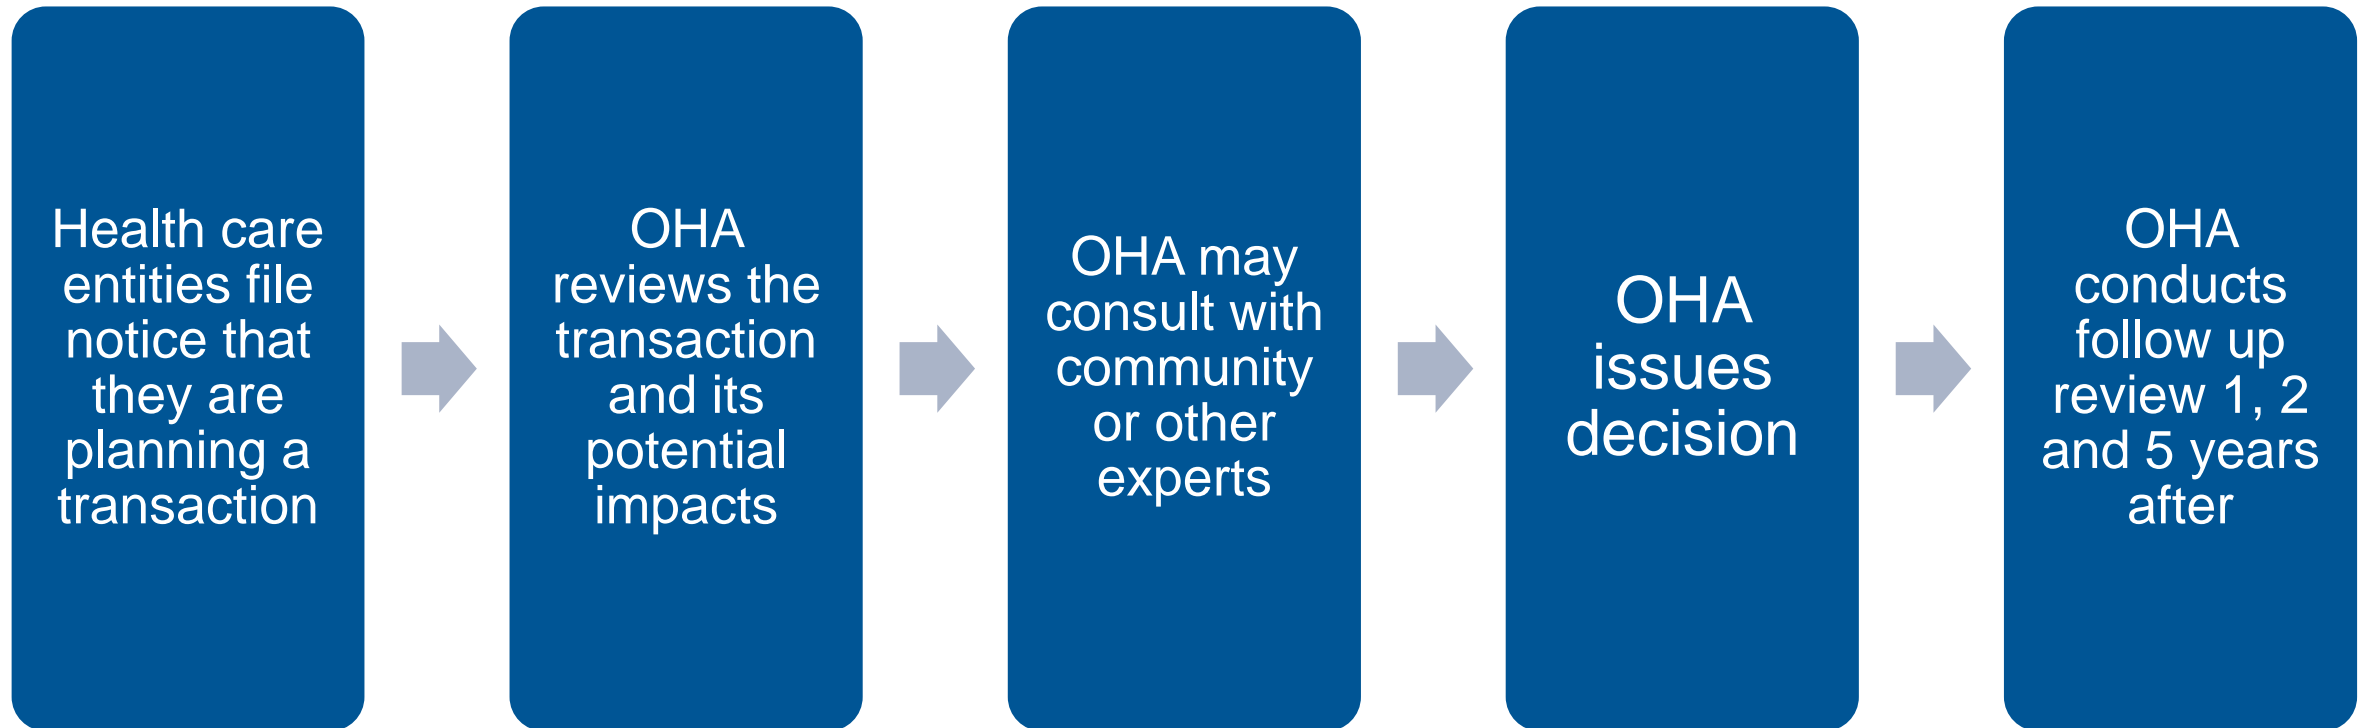 Health care
entities file
notice that
they are
planning a
transaction
OHA
reviews the
transaction
and its
potential
impacts
OHA may
consult with
community
or other
experts
OHA
issues
decision
OHA
conducts
follow up
review 1, 2
and 5 years
after